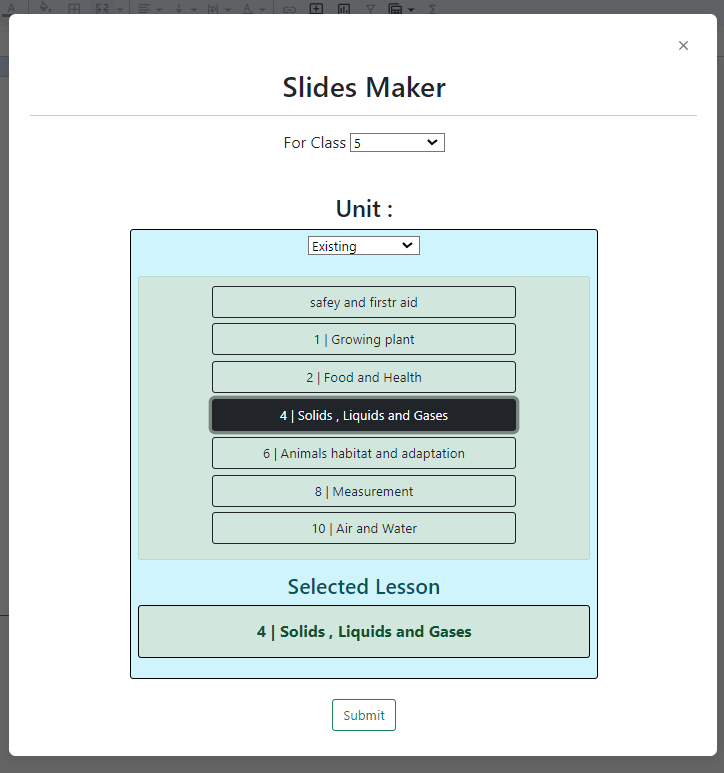 ×
Slides Maker
For Class 5
Unit :
Existing
safey and firstr aid
1 | Growing plant
2 | Food and Health
4 | Solids , Liquids and Gases
6 | Animals habitat and adaptation
8 | Measurement
10 | Air and Water
Selected Lesson
4 | Solids , Liquids and Gases
Submit